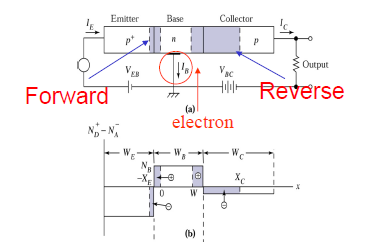 Emitter Base Collector
I_E I_C
p+ n p
I_B
V_EB V_BC Output
Forward Reverse
(a)
electron
N_D^+ − N_A^-
W_E W_B W_C
N_B
−X_E X_C
x
0 W
(b)